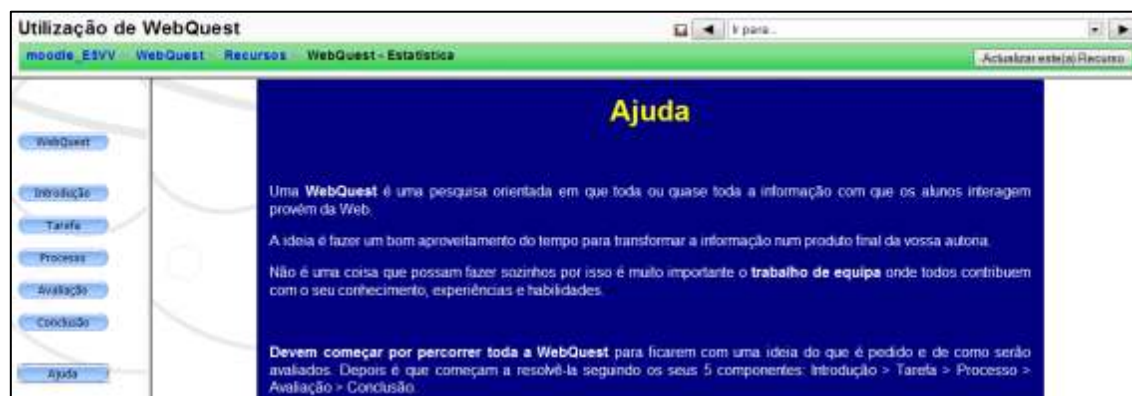 Utilização de WebQuest
Ir para...
moodle_ESVV WebQuest Recursos WebQuest - Estatística
Actualizar este(a) Recurso
WebQuest
Introdução
Tarefa
Processo
Avaliação
Conclusão
Ajuda
Ajuda
Uma WebQuest é uma pesquisa orientada em que toda ou quase toda a informação com que os alunos interagem
provém da Web.
A ideia é fazer um bom aproveitamento do tempo para transformar a informação num produto final da vossa autoria.
Não é uma coisa que possam fazer sozinhos por isso é muito importante o trabalho de equipa onde todos contribuem
com o seu conhecimento, experiências e habilidades.
Devem começar por percorrer toda a WebQuest para ficarem com uma ideia do que é pedido e de como serão
avaliados. Depois é que começam a resolvê-la seguindo os seus 5 componentes: Introdução > Tarefa > Processo >
Avaliação > Conclusão.